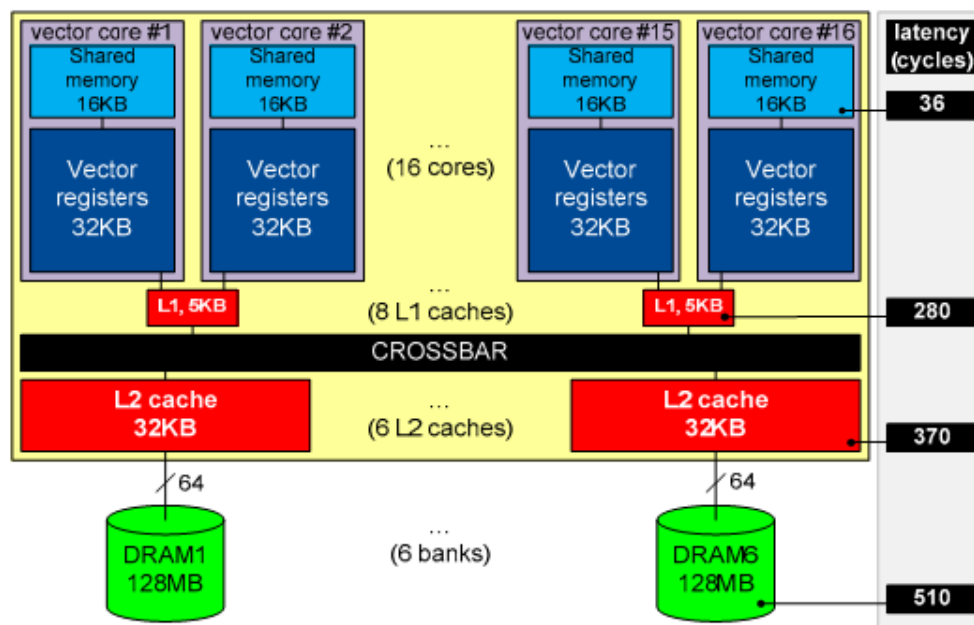 vector core #1
Shared
memory
16KB
Vector
registers
32KB
vector core #2
Shared
memory
16KB
Vector
registers
32KB
...
(16 cores)
vector core #15
Shared
memory
16KB
Vector
registers
32KB
vector core #16
Shared
memory
16KB
Vector
registers
32KB
latency
(cycles)
36
L1, 5KB
...
(8 L1 caches)
L1, 5KB
280
CROSSBAR
L2 cache
32KB
...
(6 L2 caches)
L2 cache
32KB
370
64
64
DRAM1
128MB
...
(6 banks)
DRAM6
128MB
510